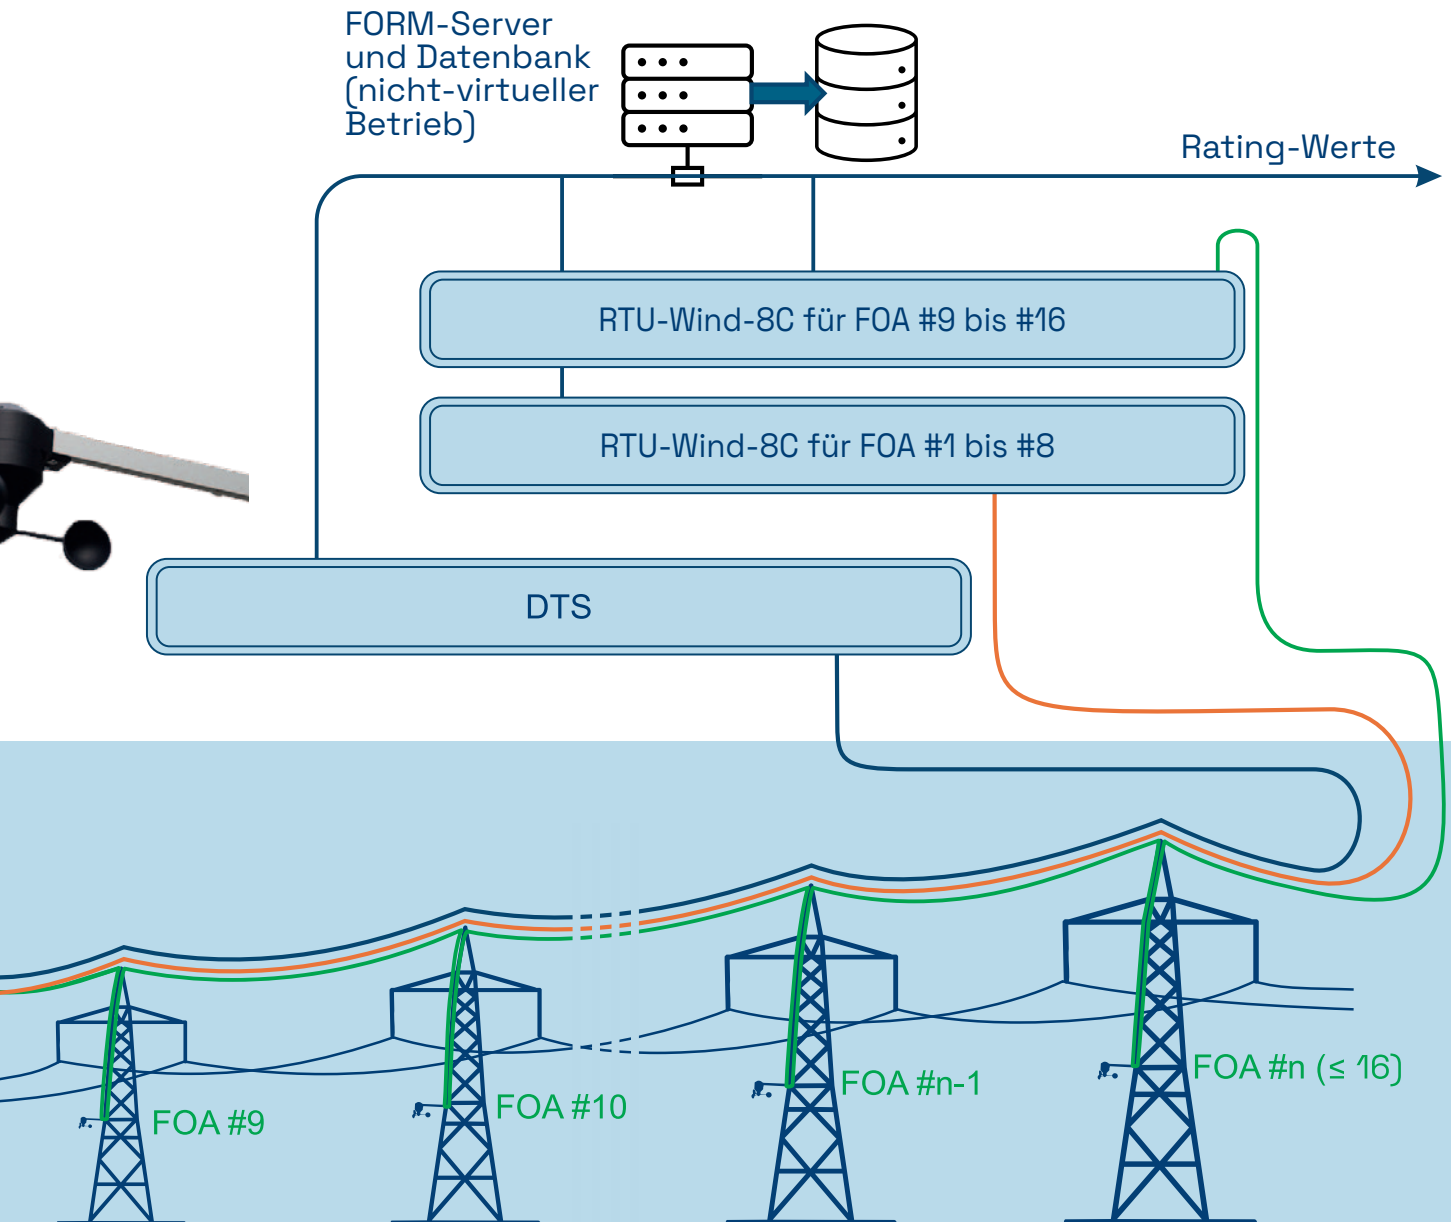 FORM-Server
und Datenbank
(nicht-virtueller
Betrieb)
Rating-Werte
RTU-Wind-8C für FOA #9 bis #16
RTU-Wind-8C für FOA #1 bis #8
DTS
FOA #9
FOA #10
FOA #n-1
FOA #n (≤ 16)